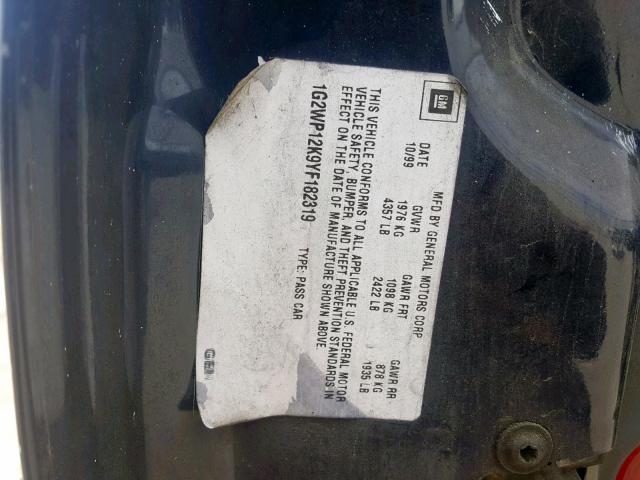 GM
MFD BY GENERAL MOTORS CORP
DATE GVWR GAWR FRT GAWR RR
10/99 1976 KG 1098 KG 878 KG
4357 LB 2422 LB 1935 LB
THIS VEHICLE CONFORMS TO ALL APPLICABLE U.S. FEDERAL MOTOR
VEHICLE SAFETY, BUMPER, AND THEFT PREVENTION STANDARDS IN
EFFECT ON THE DATE OF MANUFACTURE SHOWN ABOVE
1G2WP12K9YF182319 TYPE: PASS CAR